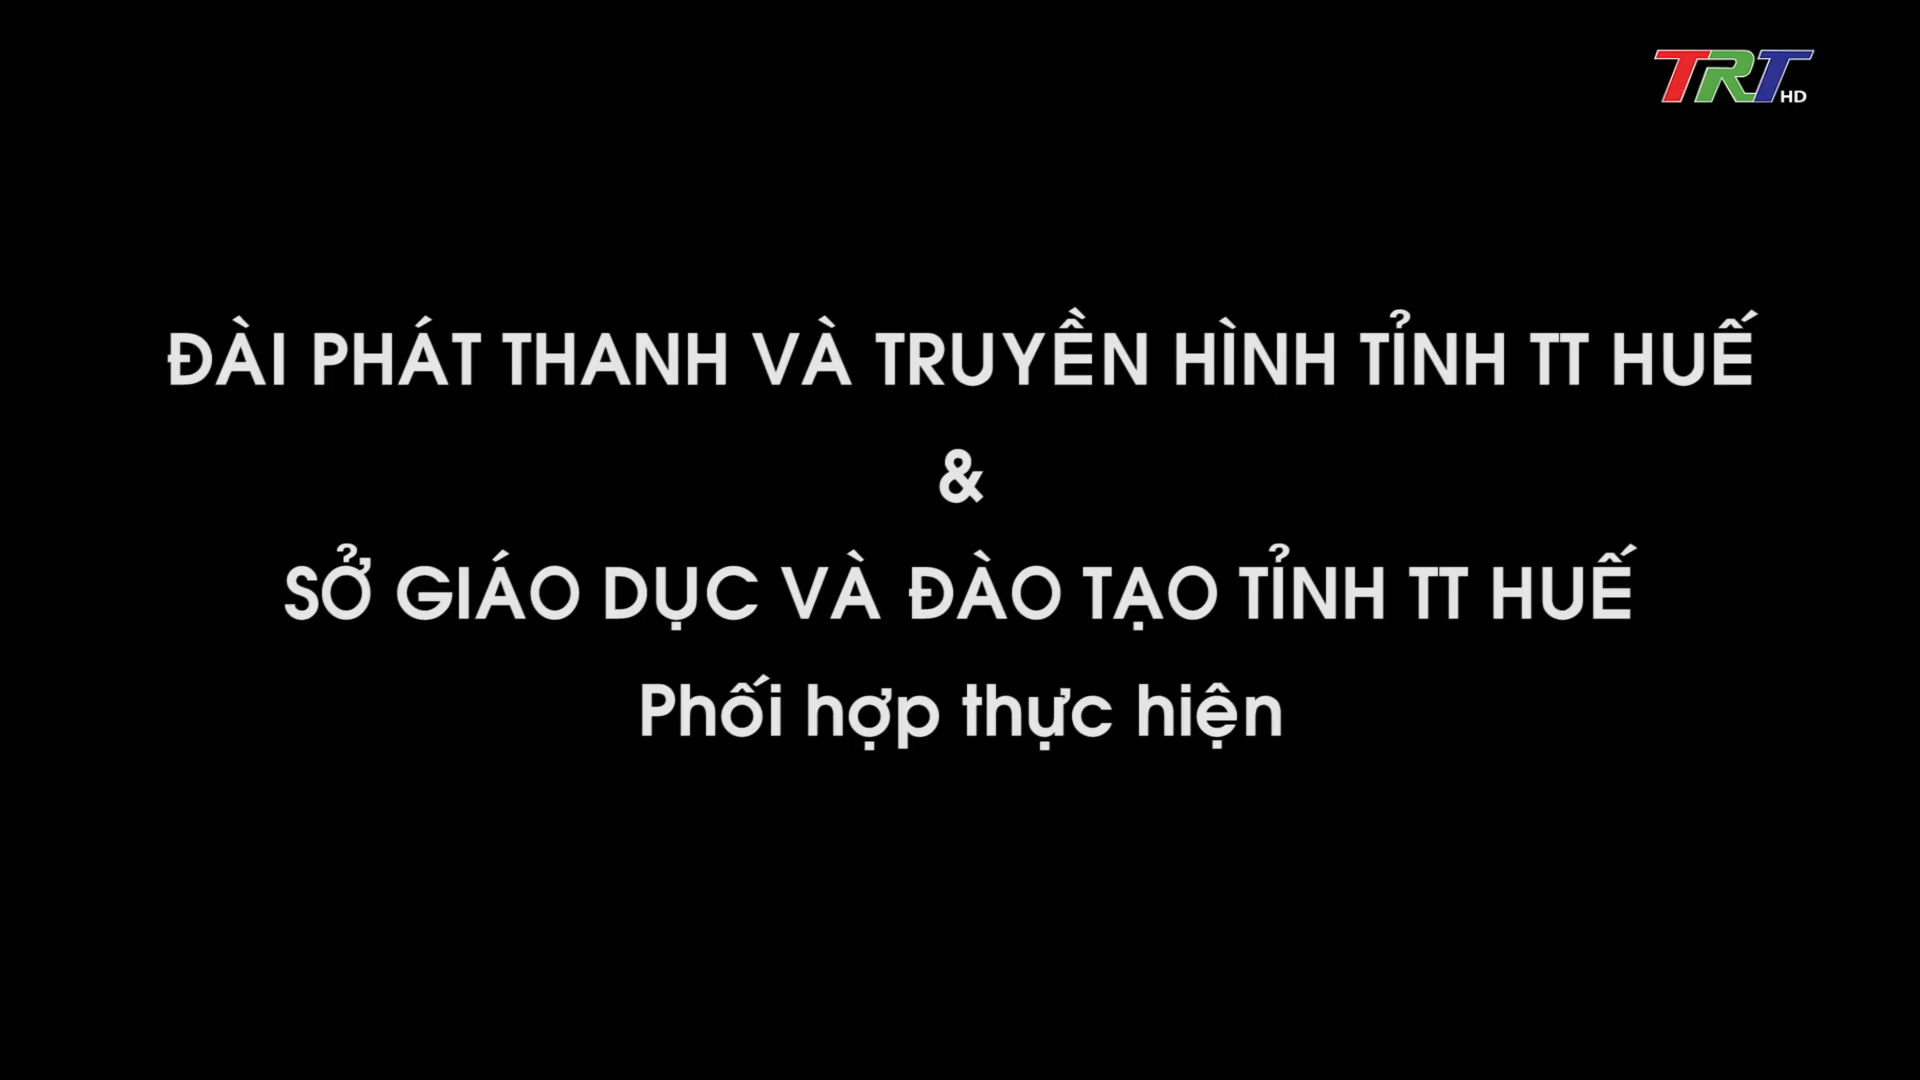 TRT HD
ĐÀI PHÁT THANH VÀ TRUYỀN HÌNH TỈNH TT HUẾ
&
SỞ GIÁO DỤC VÀ ĐÀO TẠO TỈNH TT HUẾ
Phối hợp thực hiện